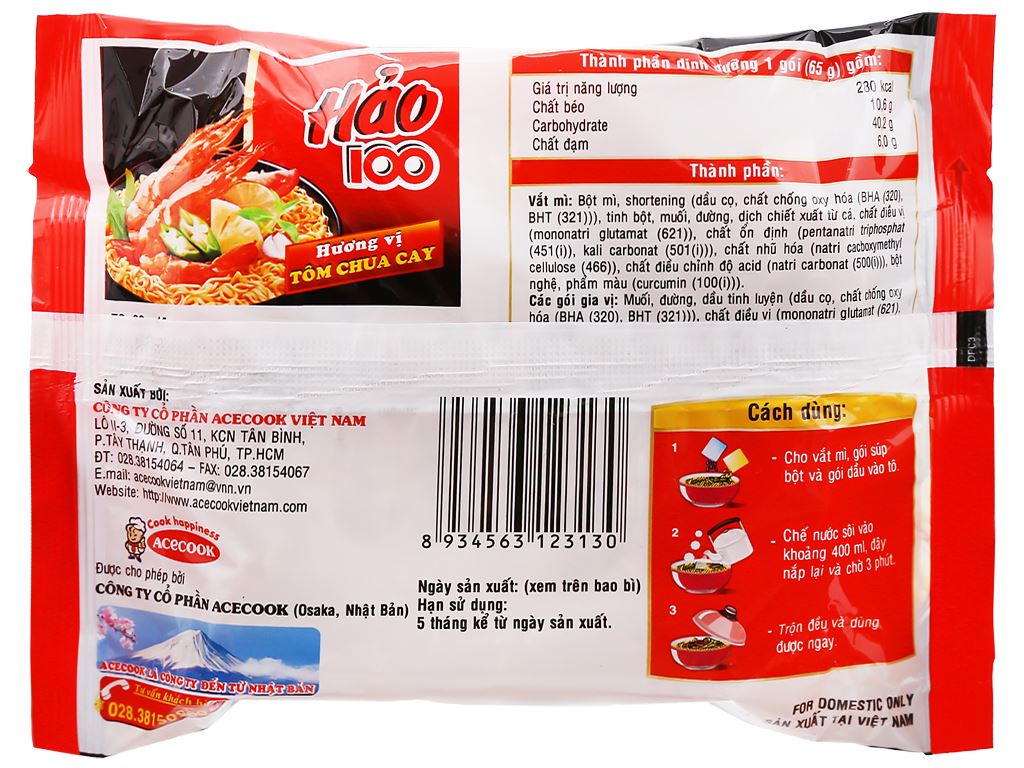 Hảo
100
Hương vị
TÔM CHUA CAY
Thành phần dinh dưỡng 1 gói (65 g) gồm:
Giá trị năng lượng 280 kcal
Chất béo 10,6 g
Carbohydrate 40,2 g
Chất đạm 6,0 g
Thành phần:
Vắt mì: Bột mì, shortening (dầu cọ, chất chống oxy hóa (BHA (320),
BHT (321))), tinh bột, muối, đường, dịch chiết xuất từ cá, chất điều vị
(mononatri glutamat (621)), chất ổn định (pentanatri triphosphat
(451(i)), kali carbonat (501(i))), chất nhũ hóa (natri cacboxymethyl
cellulose (466)), chất điều chỉnh độ acid (natri carbonat (500(i))), bột
nghệ, phẩm màu (curcumin (100(i))).
Các gói gia vị: Muối, đường, dầu tinh luyện (dầu cọ, chất chống oxy
hóa (BHA (320), BHT (321))), chất điều vị (mononatri glutamat (621),
DFC3
SẢN XUẤT BỞI:
CÔNG TY CỔ PHẦN ACECOOK VIỆT NAM
LÔ II-3, ĐƯỜNG SỐ 11, KCN TÂN BÌNH,
P.TÂY THẠNH, Q.TÂN PHÚ, TP.HCM
ĐT: 028.38154064 – FAX: 028.38154067
E.mail: acecookvietnam@vnn.vn
Website: http://www.acecookvietnam.com
Cook happiness
ACECOOK
Được cho phép bởi
CÔNG TY CỔ PHẦN ACECOOK (Osaka, Nhật Bản)
ACECOOK LÀ CÔNG TY ĐẾN TỪ NHẬT BẢN
Tư vấn khách
028.3815
8 934563 123130
Ngày sản xuất: (xem trên bao bì)
Hạn sử dụng:
5 tháng kể từ ngày sản xuất.
Cách dùng:
1
- Cho vắt mì, gói súp
bột và gói dầu vào tô.
2
- Chế nước sôi vào
khoảng 400 ml, đậy
nắp lại và chờ 3 phút.
3
- Trộn đều và dùng
được ngay.
FOR DOMESTIC ONLY
SẢN XUẤT TẠI VIỆT NAM